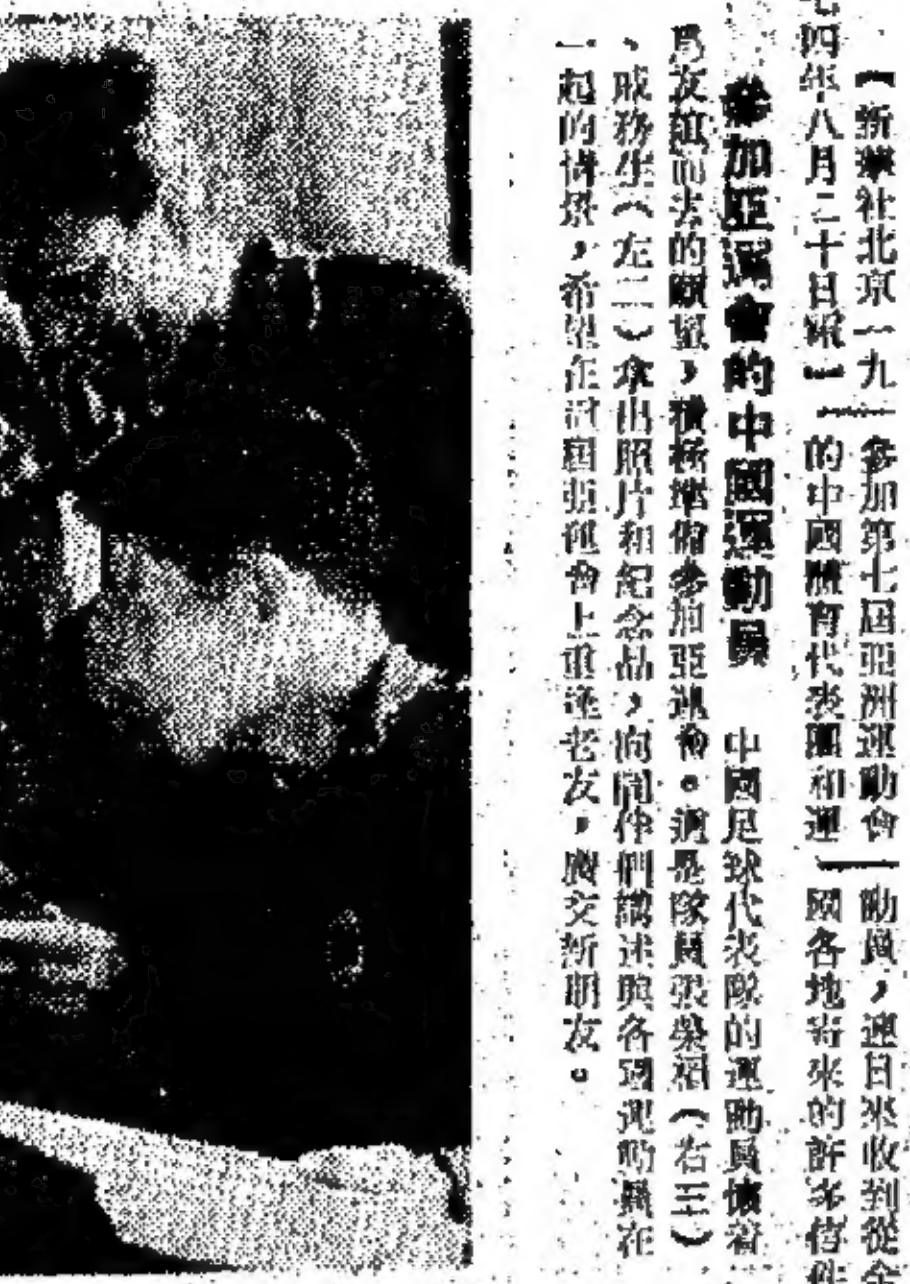 【新華社北京一九
七四年八月二十日電】
參加第七屆亞洲運動會
的中國體育代表團和運
動員，連日來收到從全
國各地寄來的許多信件
參加亞運會的中國運動員　中國足球代表隊的運動員懷着
爲友誼而去的願望，積極準備參加亞運會。這是隊員張榮福（右三）
、戚務生（左二）拿出照片和紀念品，向同伴們講述與各國運動員在
一起的情景，希望在這屆亞運會上重逢老友，廣交新朋友。